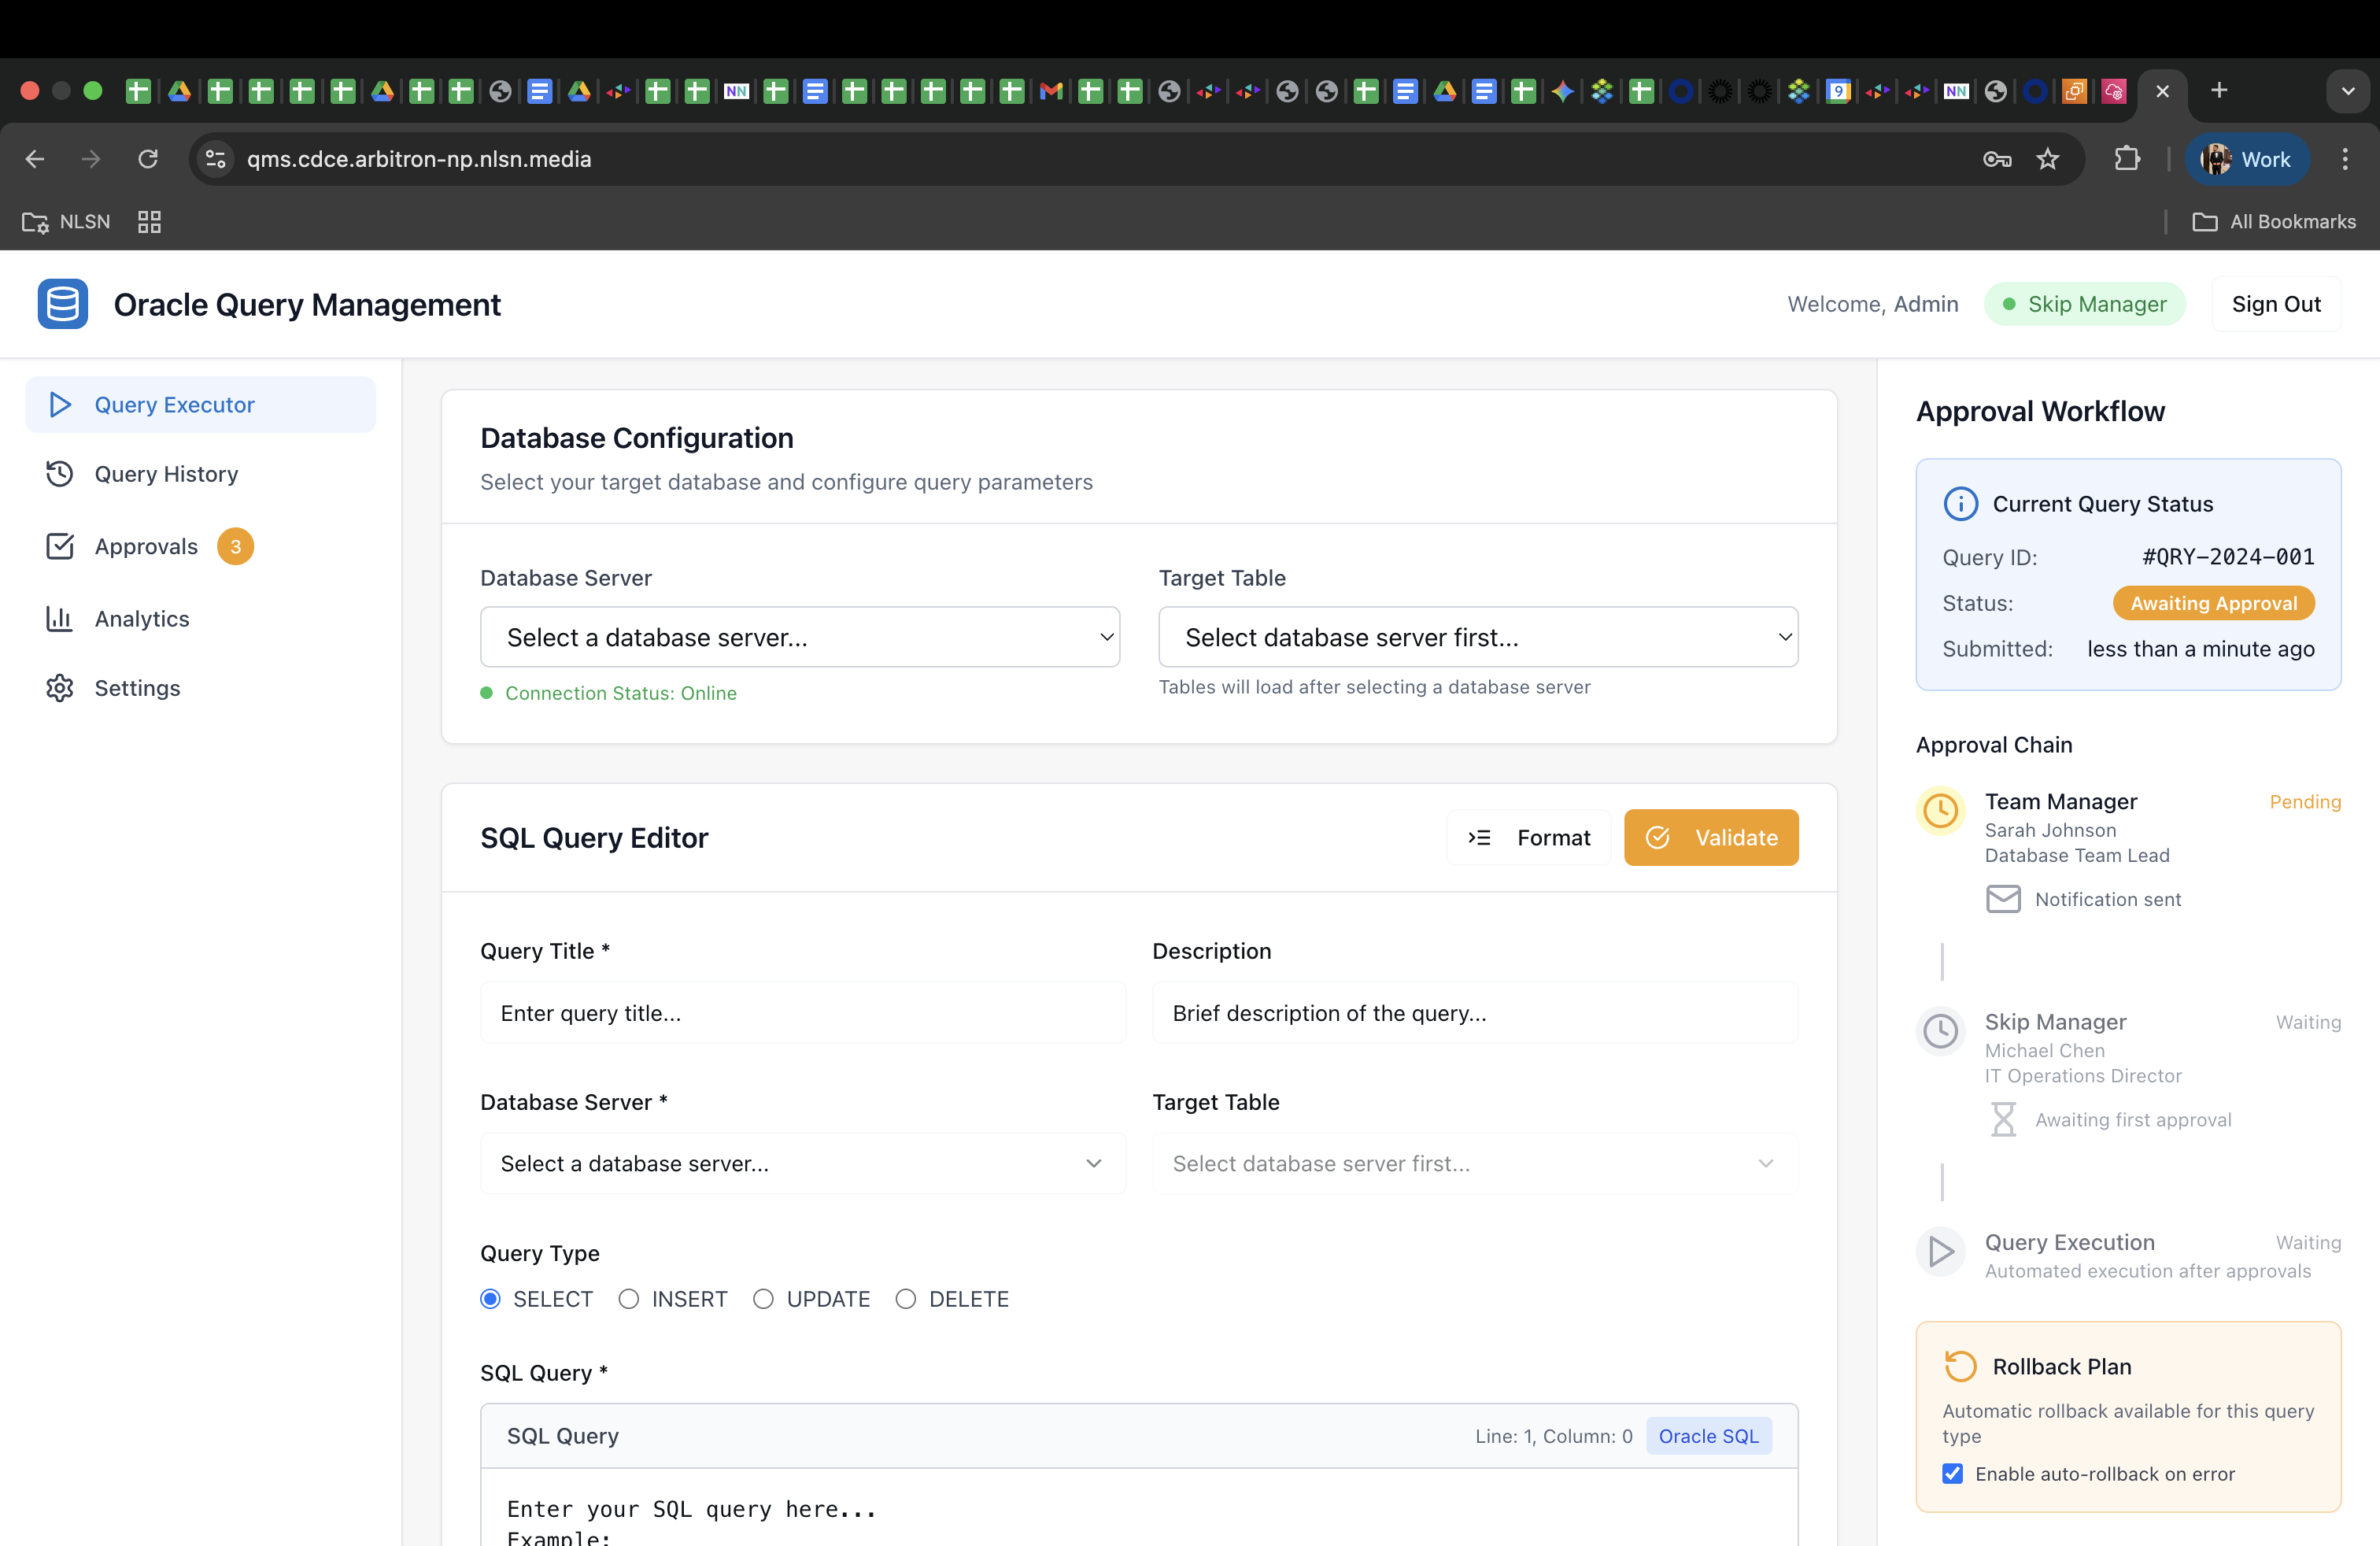 NN
9
NN
qms.cdce.arbitron-np.nlsn.media
Work
NLSN
All Bookmarks
Oracle Query Management
Welcome, Admin
Skip Manager
Sign Out
Query Executor
Query History
Approvals 3
Analytics
Settings
Database Configuration
Select your target database and configure query parameters
Database Server
Select a database server...
Connection Status: Online
Target Table
Select database server first...
Tables will load after selecting a database server
SQL Query Editor
Format
Validate
Query Title *
Enter query title...
Description
Brief description of the query...
Database Server *
Select a database server...
Target Table
Select database server first...
Query Type
SELECT INSERT UPDATE DELETE
SQL Query *
SQL Query
Line: 1, Column: 0
Oracle SQL
Enter your SQL query here...
Example:
Approval Workflow
Current Query Status
Query ID: #QRY-2024-001
Status: Awaiting Approval
Submitted: less than a minute ago
Approval Chain
Team Manager Pending
Sarah Johnson
Database Team Lead
Notification sent
Skip Manager Waiting
Michael Chen
IT Operations Director
Awaiting first approval
Query Execution Waiting
Automated execution after approvals
Rollback Plan
Automatic rollback available for this query
type
Enable auto-rollback on error